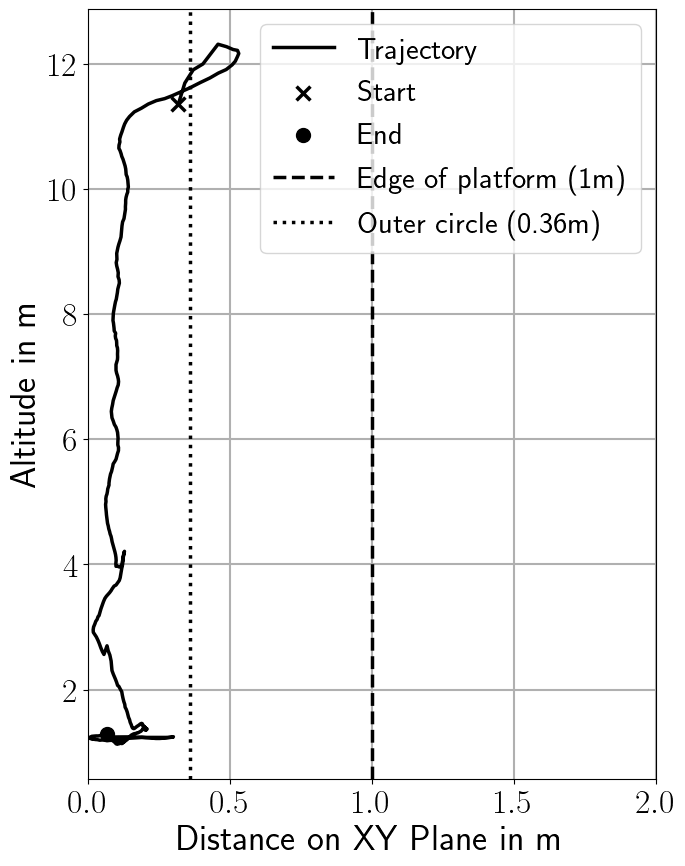 Trajectory
Start
End
Edge of platform (1m)
Outer circle (0.36m)
Altitude in m
12
10
8
6
4
2
0.0 0.5 1.0 1.5 2.0
Distance on XY Plane in m